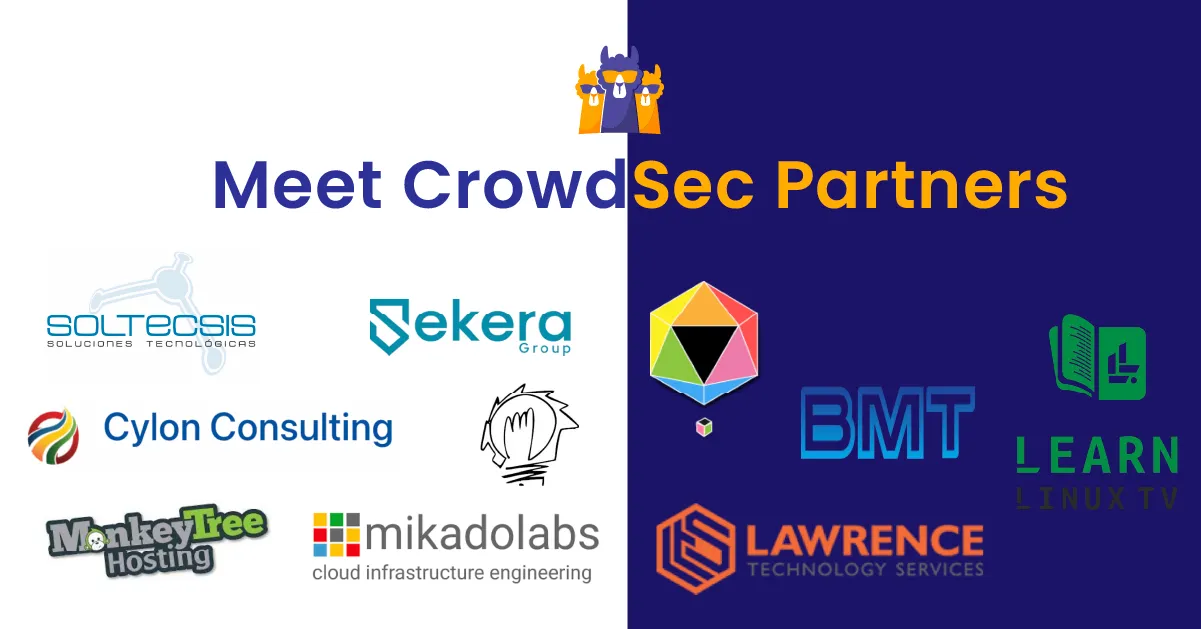 Meet CrowdSec Partners
SOLTECSIS
SOLUCIONES TECNOLÓGICAS
Sekera
Group
Cylon Consulting
BMT
LEARN
LINUX TV
MonkeyTree
Hosting
mikadolabs
cloud infrastructure engineering
LAWRENCE
TECHNOLOGY SERVICES